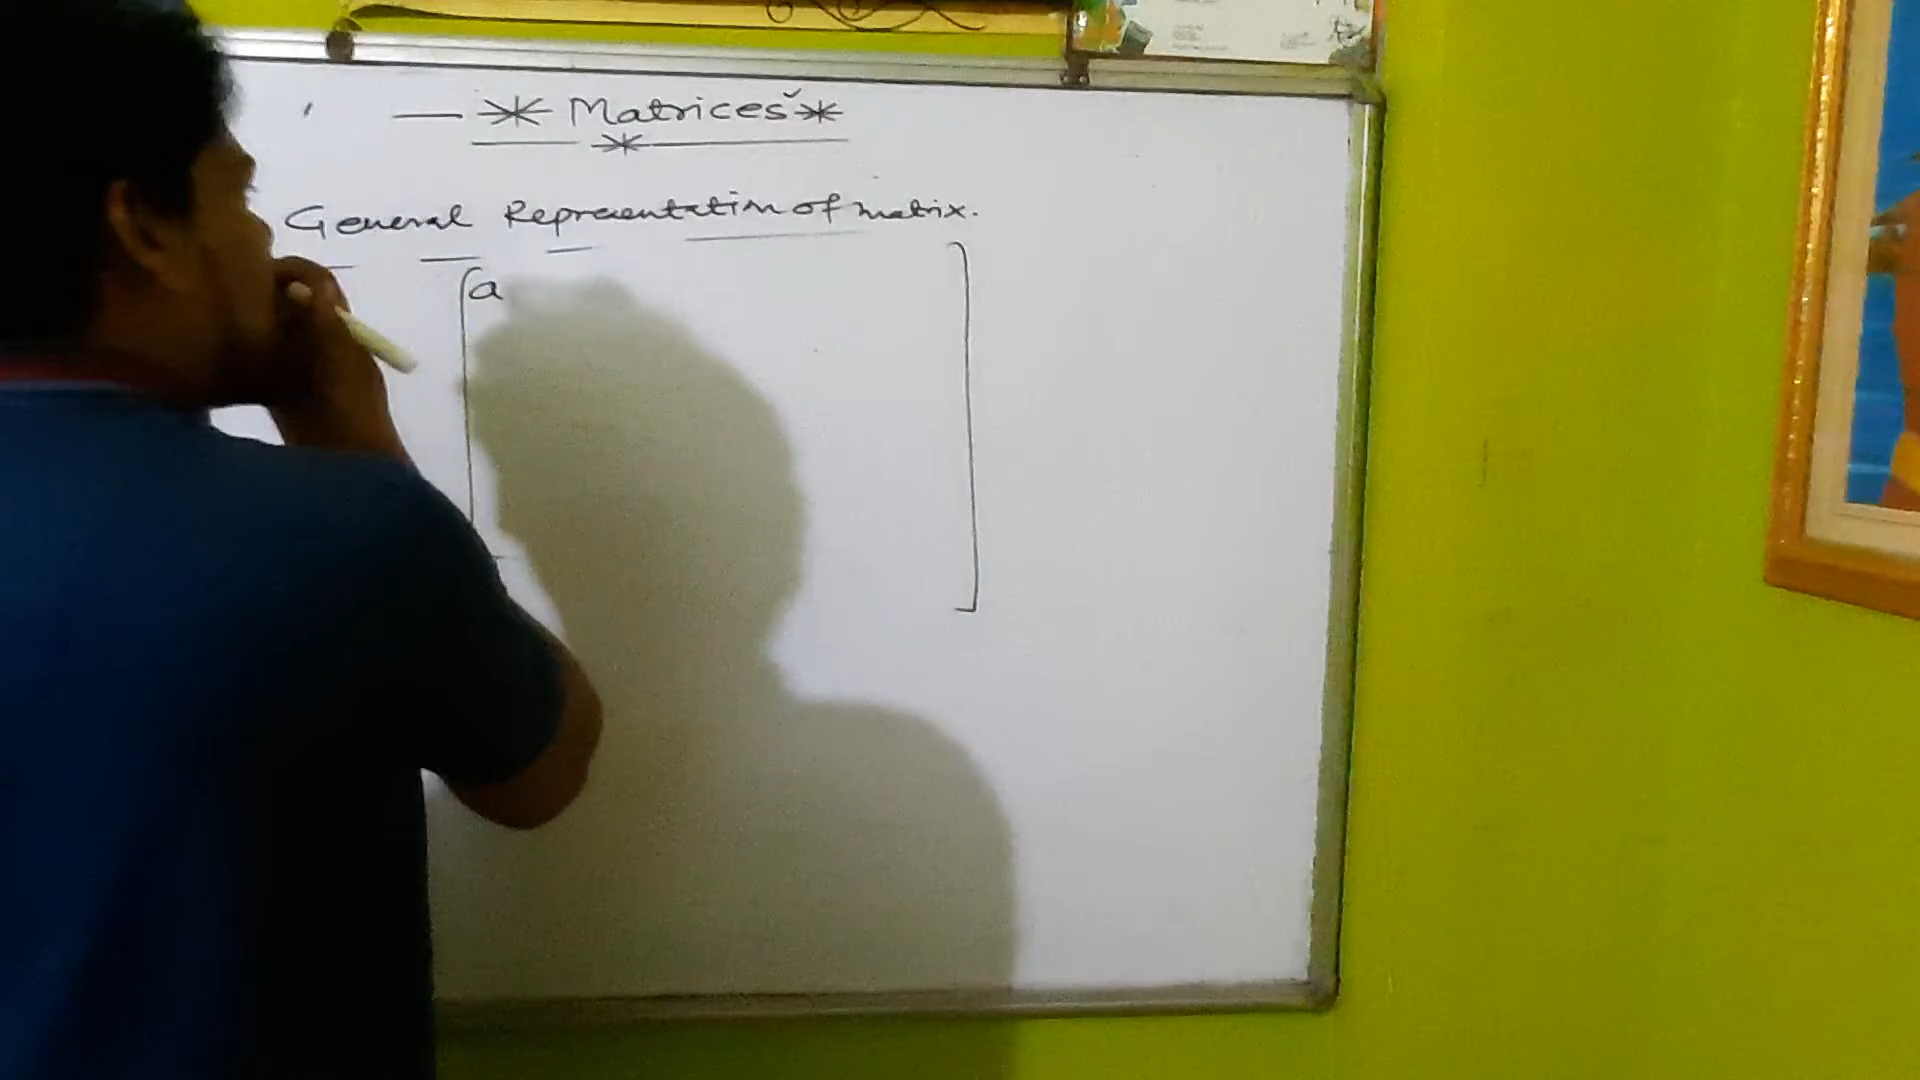 Matrices
General Representation of matrix.
a